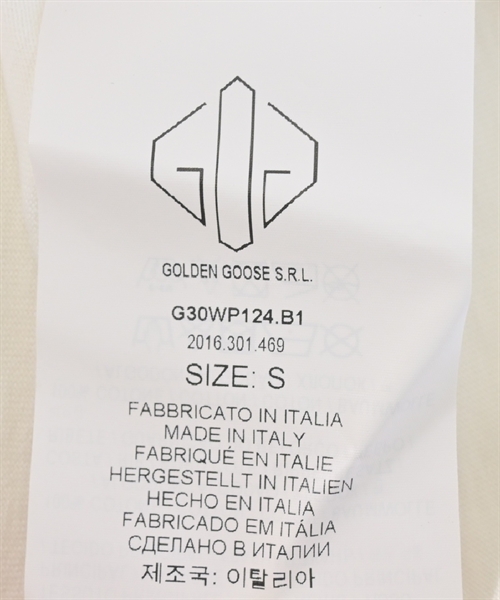 GOLDEN GOOSE S.R.L.
G30WP124.B1
2016.301.469
SIZE: S
FABBRICATO IN ITALIA
MADE IN ITALY
FABRIQUÉ EN ITALIE
HERGESTELLT IN ITALIEN
HECHO EN ITALIA
FABRICADO EM ITÁLIA
СДЕЛАНО В ИТАЛИИ
제조국: 이탈리아